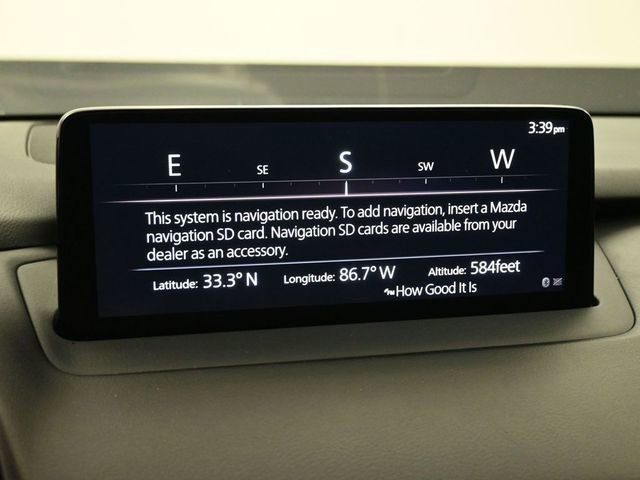 3:39pm
E SE S SW W
This system is navigation ready. To add navigation, insert a Mazda
navigation SD card. Navigation SD cards are available from your
dealer as an accessory.
Latitude: 33.3° N Longitude: 86.7° W Altitude: 584feet
How Good It Is